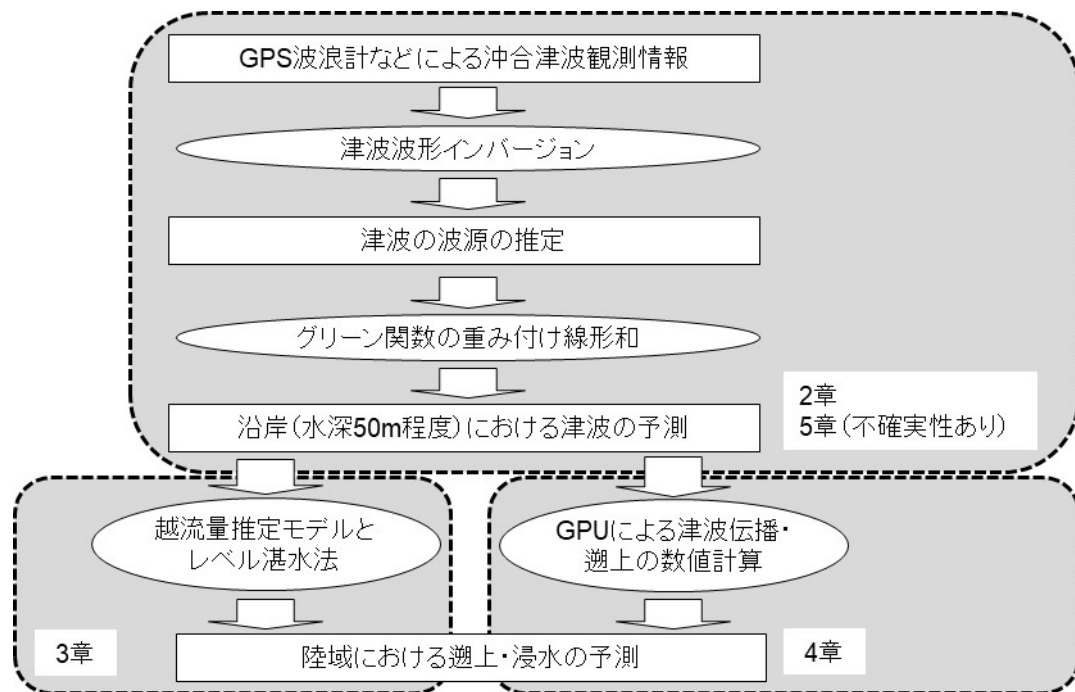 GPS波浪計などによる沖合津波観測情報
津波波形インバージョン
津波の波源の推定
グリーン関数の重み付け線形和
沿岸(水深50m程度)における津波の予測
2章
5章(不確実性あり)
越流量推定モデルと
レベル湛水法
GPUによる津波伝播・
遡上の数値計算
3章
陸域における遡上・浸水の予測
4章